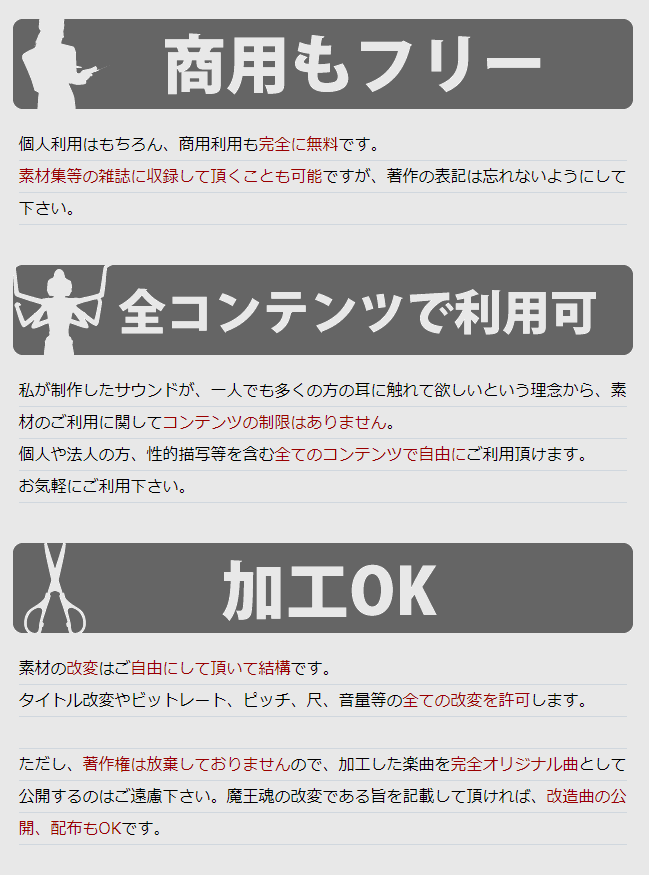 商用もフリー
個人利用はもちろん、商用利用も完全に無料です。
素材集等の雑誌に収録して頂くことも可能ですが、著作の表記は忘れないようにして
下さい。
全コンテンツで利用可
私が制作したサウンドが、一人でも多くの方の耳に触れて欲しいという理念から、素
材のご利用に関してコンテンツの制限はありません。
個人や法人の方、性的描写等を含む全てのコンテンツで自由にご利用頂けます。
お気軽にご利用下さい。
加工OK
素材の改変はご自由にして頂いて結構です。
タイトル改変やビットレート、ピッチ、尺、音量等の全ての改変を許可します。
ただし、著作権は放棄しておりませんので、加工した楽曲を完全オリジナル曲として
公開するのはご遠慮下さい。魔王魂の改変である旨を記載して頂ければ、改造曲の公
開、配布もOKです。